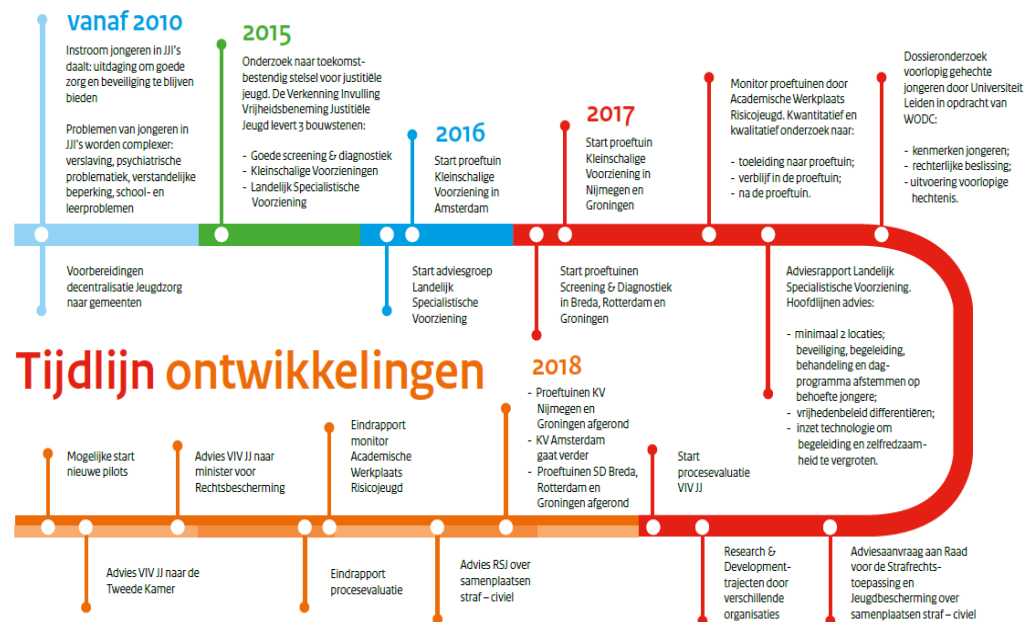 vanaf 2010
Instroom jongeren in JJI's
daalt: uitdaging om goede
zorg en beveiliging te blijven
bieden
Problemen van jongeren in
JJI's worden complexer:
verslaving, psychiatrische
problematiek, verstandelijke
beperking, school- en
leerproblemen
Voorbereidingen
decentralisatie Jeugdzorg
naar gemeenten
2015
Onderzoek naar toekomst-
bestendig stelsel voor justitiële
jeugd. De Verkenning Invulling
Vrijheidsbeneming Justitiële
Jeugd levert 3 bouwstenen:
- Goede screening & diagnostiek
- Kleinschalige Voorzieningen
- Landelijk Specialistische
Voorziening
2016
Start proeftuin
Kleinschalige
Voorziening in
Amsterdam
Start adviesgroep
Landelijk
Specialistische
Voorziening
2017
Start proeftuin
Kleinschalige
Voorziening in
Nijmegen en
Groningen
Start proeftuinen
Screening & Diagnostiek
in Breda, Rotterdam en
Groningen
Monitor proeftuinen door
Academische Werkplaats
Risicojeugd. Kwantitatief en
kwalitatief onderzoek naar:
- toeleiding naar proeftuin;
- verblijf in de proeftuin;
- na de proeftuin.
Adviesrapport Landelijk
Specialistische Voorziening.
Hoofdlijnen advies:
- minimaal 2 locaties;
beveiliging, begeleiding,
behandeling en dag-
programma afstemmen op
behoefte jongere;
- vrijhedenbeleid differentiëren;
- inzet technologie om
begeleiding en zelfredzaam-
heid te vergroten.
Dossieronderzoek
voorlopig gehechte
jongeren door Universiteit
Leiden in opdracht van
WODC:
- kenmerken jongeren;
- rechterlijke beslissing;
- uitvoering voorlopige
hechtenis.
Tijdlijn ontwikkelingen
Adviesaanvraag aan Raad
voor de Strafrechts-
toepassing en
Jeugdbescherming over
samenplaatsen straf – civiel
Research &
Development-
trajecten door
verschillende
organisaties
Start
procesevaluatie
VIV JJ
2018
- Proeftuinen KV
Nijmegen en
Groningen afgerond
- KV Amsterdam
gaat verder
- Proeftuinen SD Breda,
Rotterdam en
Groningen afgerond
Advies RSJ over
samenplaatsen
straf – civiel
Eindrapport
monitor
Academische
Werkplaats
Risicojeugd
Eindrapport
procesevaluatie
Advies VIV JJ naar
minister voor
Rechtsbescherming
Advies VIV JJ naar de
Tweede Kamer
Mogelijke start
nieuwe pilots